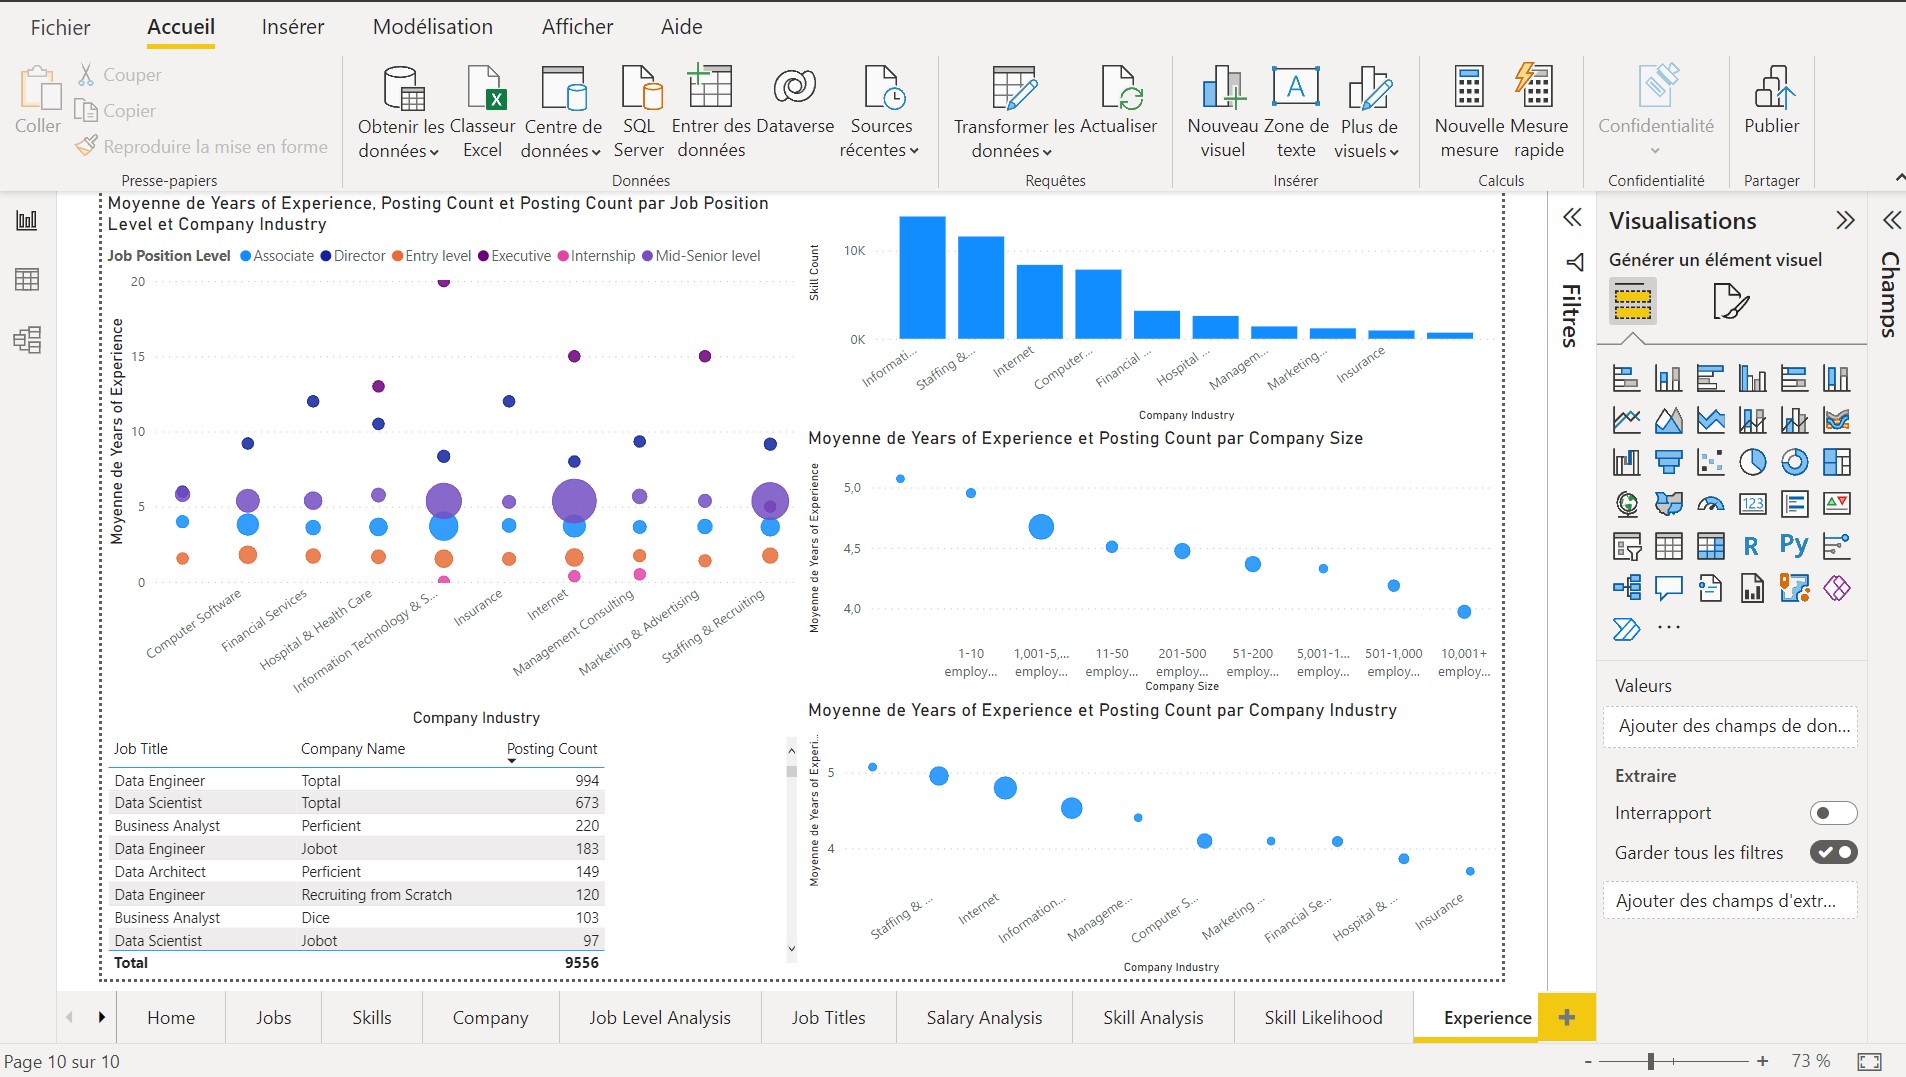 Fichier Accueil Insérer Modélisation Afficher Aide
Coller
Couper
Copier
Reproduire la mise en forme
Presse-papiers
Obtenir les données
Classeur Excel
Centre de données
SQL Server
Entrer des données
Dataverse
Sources récentes
Données
Transformer les données
Actualiser
Requêtes
Nouveau visuel
Zone de texte
Plus de visuels
Insérer
Nouvelle mesure
Mesure rapide
Calculs
Confidentialité
Confidentialité
Publier
Partager
Moyenne de Years of Experience, Posting Count et Posting Count par Job Position
Level et Company Industry
Job Position Level Associate Director Entry level Executive Internship Mid-Senior level
Moyenne de Years of Experience
20
15
10
5
0
Computer Software
Financial Services
Hospital & Health Care
Information Technology & S...
Insurance
Internet
Management Consulting
Marketing & Advertising
Staffing & Recruiting
Company Industry
Job Title Company Name Posting Count
Data Engineer Toptal 994
Data Scientist Toptal 673
Business Analyst Perficient 220
Data Engineer Jobot 183
Data Architect Perficient 149
Data Engineer Recruiting from Scratch 120
Business Analyst Dice 103
Data Scientist Jobot 97
Total 9556
Skill Count
10K
0K
Informati...
Staffing &...
Internet
Computer...
Financial ...
Hospital ...
Managem...
Marketing...
Insurance
Company Industry
Moyenne de Years of Experience et Posting Count par Company Size
Moyenne de Years of Experience
5,0
4,5
4,0
1-10 employ...
1,001-5,... employ...
11-50 employ...
201-500 employ...
51-200 employ...
5,001-1... employ...
501-1,000 employ...
10,001+ employ...
Company Size
Moyenne de Years of Experience et Posting Count par Company Industry
Moyenne de Years of Experi...
5
4
Staffing & ...
Internet
Information...
Manageme...
Computer S...
Marketing ...
Financial Se...
Hospital & ...
Insurance
Company Industry
Filtres
Visualisations
Générer un élément visuel
123
R
Py
...
Valeurs
Ajouter des champs de don...
Extraire
Interrapport
Garder tous les filtres
Ajouter des champs d'extr...
Champs
Home Jobs Skills Company Job Level Analysis Job Titles Salary Analysis Skill Analysis Skill Likelihood Experience +
Page 10 sur 10
- + 73 %